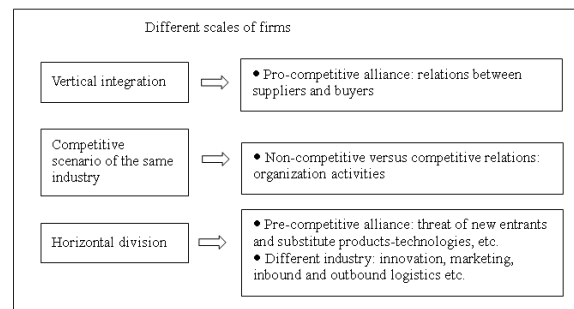 Different scales of firms
Vertical integration
● Pro-competitive alliance: relations between
suppliers and buyers
Competitive
scenario of the same
industry
● Non-competitive versus competitive relations:
organization activities
Horizontal division
● Pre-competitive alliance: threat of new entrants
and substitute products-technologies, etc.
● Different industry: innovation, marketing,
inbound and outbound logistics etc.